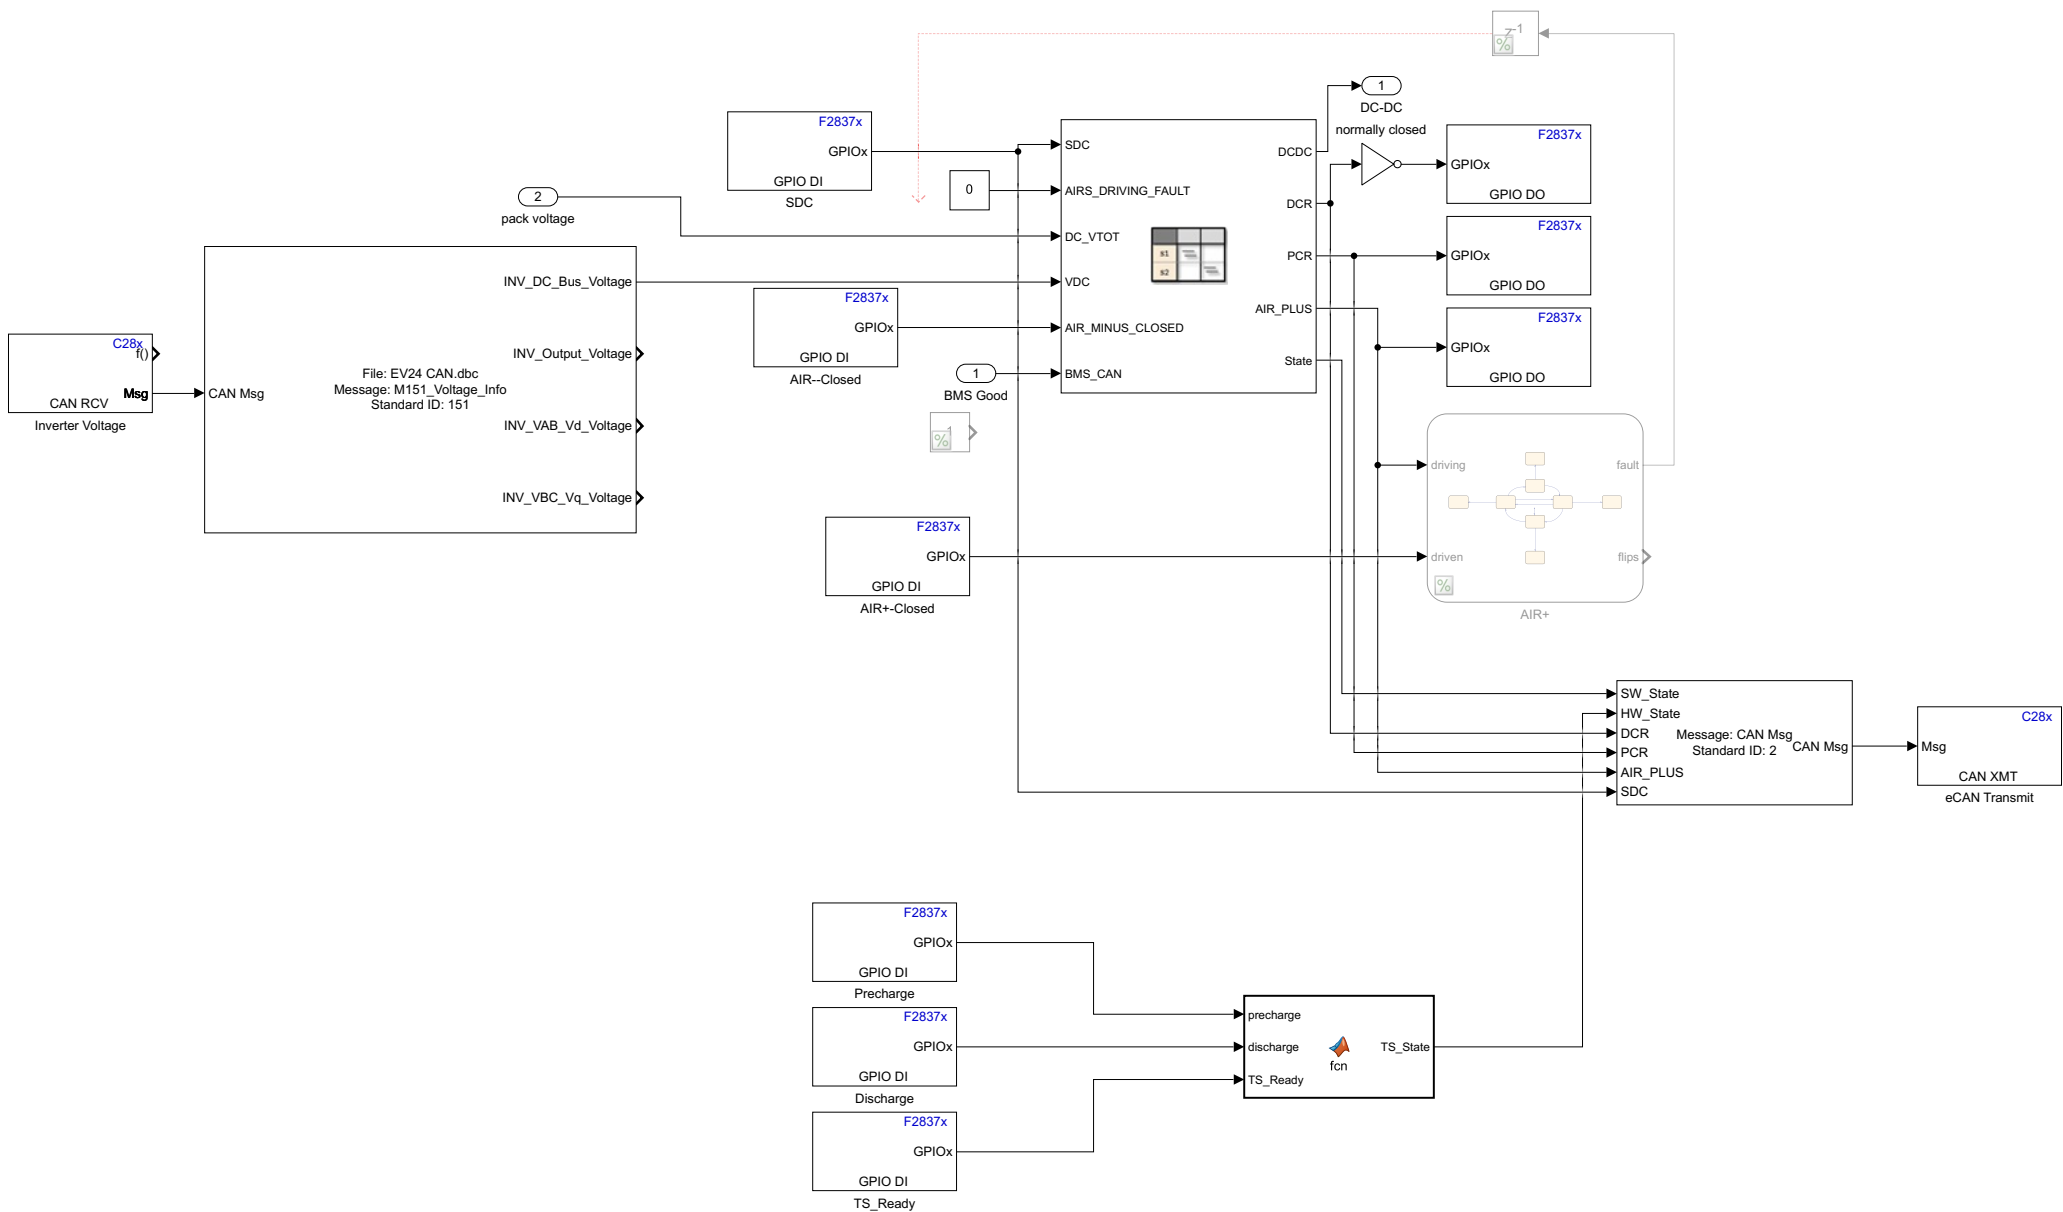 z-1
1
DC-DC
F2837x
GPIOx
GPIO DI
SDC
0
2
pack voltage
SDC
AIRS_DRIVING_FAULT
DC_VTOT
VDC
AIR_MINUS_CLOSED
BMS_CAN
s1
s2
DCDC
DCR
PCR
AIR_PLUS
State
normally closed
F2837x
GPIOx
GPIO DO
F2837x
GPIOx
GPIO DO
F2837x
GPIOx
GPIO DO
C28x
f()
Msg
CAN RCV
Inverter Voltage
CAN Msg
File: EV24 CAN.dbc
Message: M151_Voltage_Info
Standard ID: 151
INV_DC_Bus_Voltage
INV_Output_Voltage
INV_VAB_Vd_Voltage
INV_VBC_Vq_Voltage
F2837x
GPIOx
GPIO DI
AIR--Closed
1
BMS Good
%
1
F2837x
GPIOx
GPIO DI
AIR+-Closed
driving
driven
fault
flips
%
AIR+
SW_State
HW_State
DCR
PCR
AIR_PLUS
SDC
Message: CAN Msg
Standard ID: 2
CAN Msg
C28x
Msg
CAN XMT
eCAN Transmit
F2837x
GPIOx
GPIO DI
Precharge
F2837x
GPIOx
GPIO DI
Discharge
F2837x
GPIOx
GPIO DI
TS_Ready
precharge
discharge
TS_Ready
fcn
TS_State